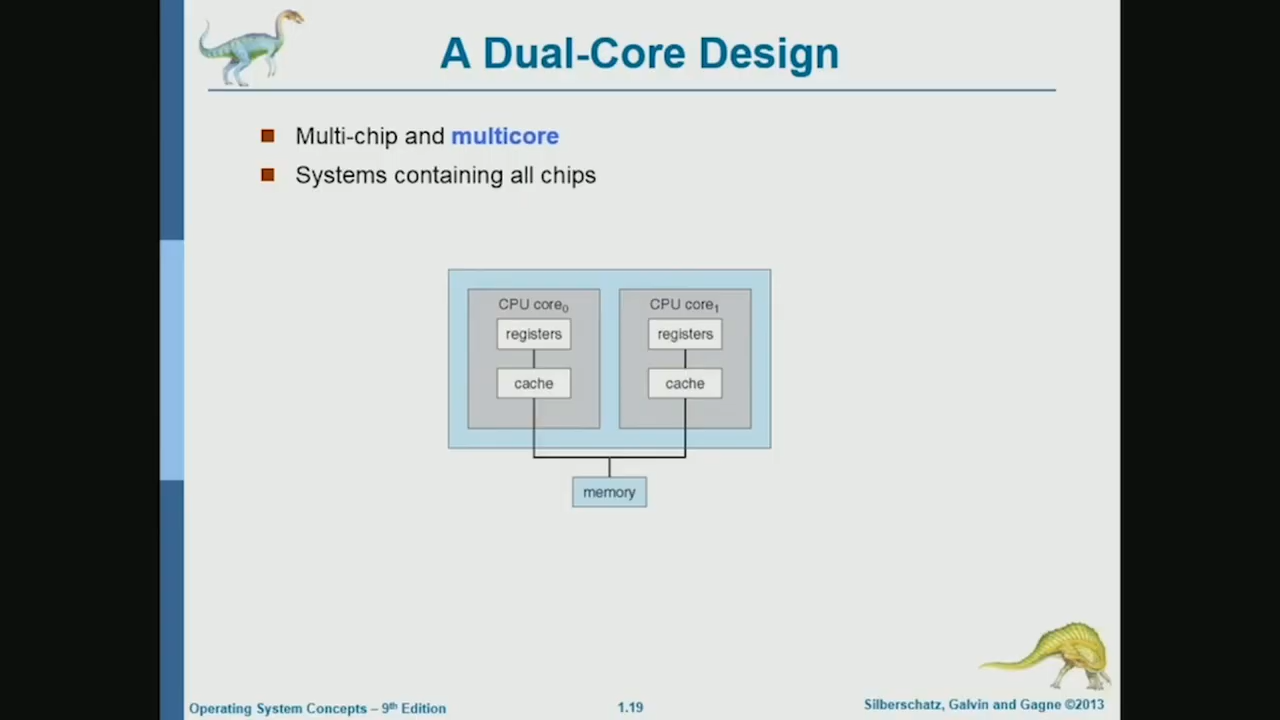 A Dual-Core Design
Multi-chip and multicore
Systems containing all chips
CPU core0
CPU core1
registers
registers
cache
cache
memory
Operating System Concepts – 9th Edition
1.19
Silberschatz, Galvin and Gagne ©2013